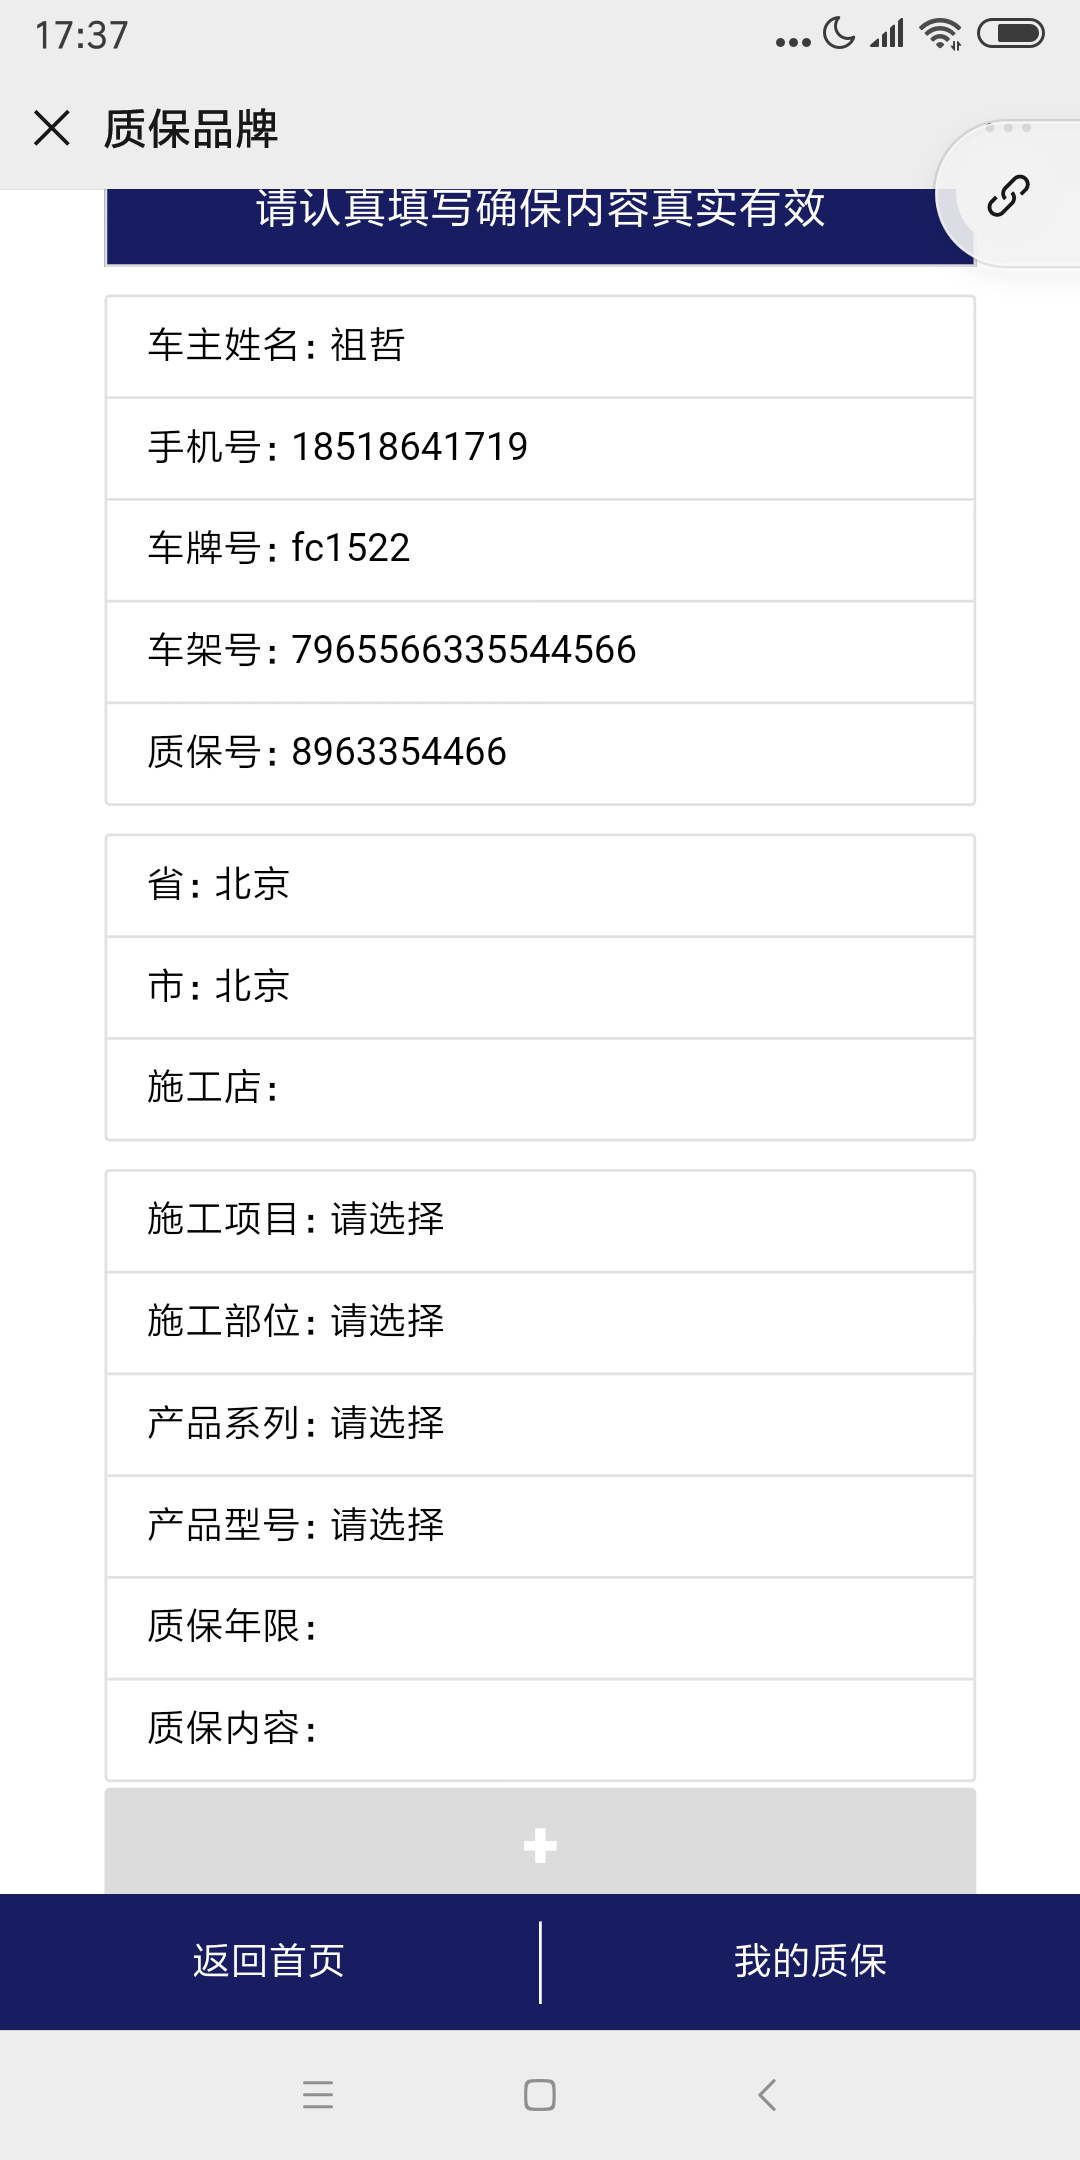 17:37
质保品牌
请认真填写确保内容真实有效
车主姓名: 祖哲
手机号: 18518641719
车牌号: fc1522
车架号: 7965566335544566
质保号: 8963354466
省: 北京
市: 北京
施工店:
施工项目: 请选择
施工部位: 请选择
产品系列: 请选择
产品型号: 请选择
质保年限:
质保内容:
返回首页
我的质保